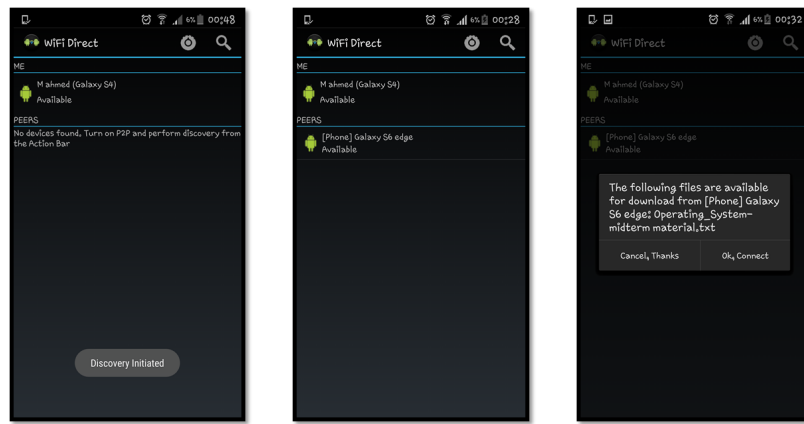 6% 00:48
WiFi Direct
ME
M ahmed (Galaxy S4)
Available
PEERS
No devices found. Turn on P2P and perform discovery from
the Action Bar
Discovery Initiated
6% 00:28
WiFi Direct
ME
M ahmed (Galaxy S4)
Available
PEERS
[Phone] Galaxy S6 edge
Available
6% 00:32
WiFi Direct
ME
M ahmed (Galaxy S4)
Available
PEERS
[Phone] Galaxy S6 edge
Available
The following files are available
for download from [Phone] Galaxy
S6 edge: Operating_System-
midterm material.txt
Cancel, Thanks
Ok, Connect